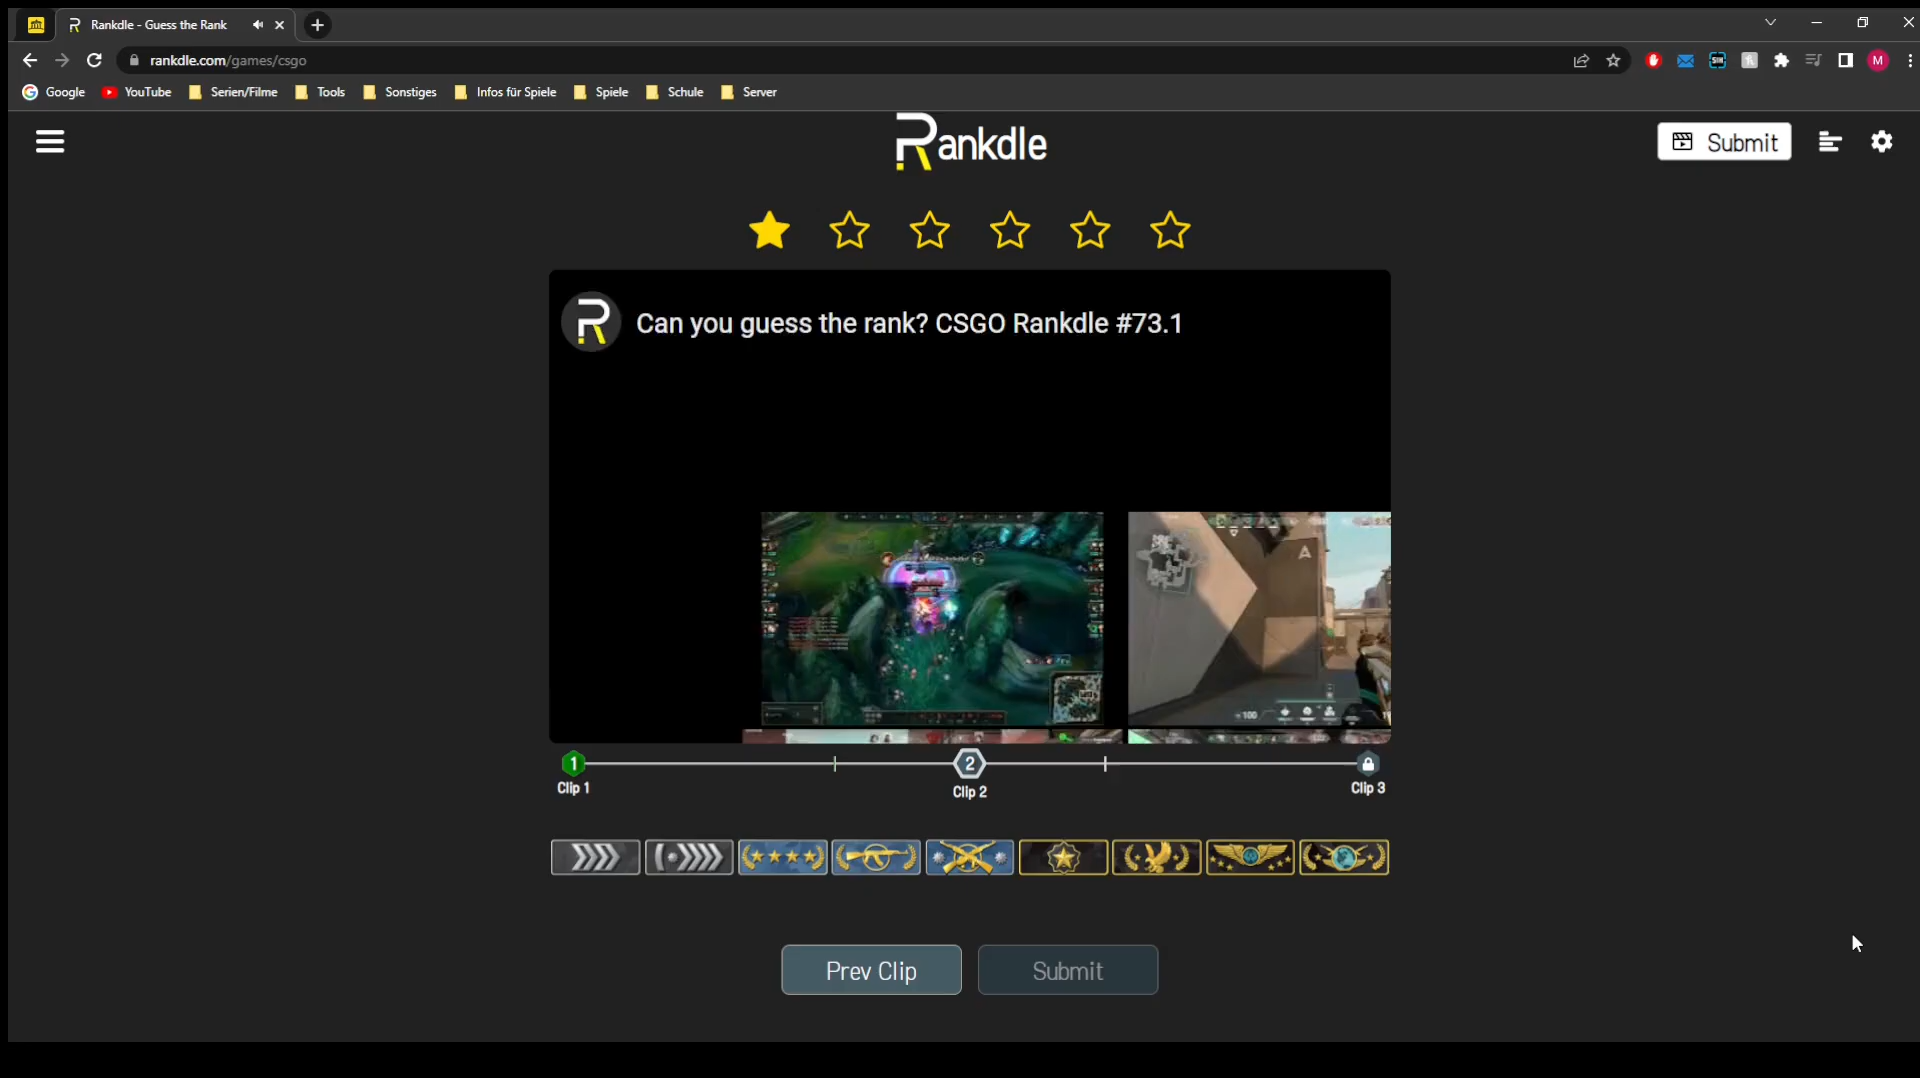 Rankdle - Guess the Rank
rankdle.com/games/csgo
Google YouTube Serien/Filme Tools Sonstiges Infos für Spiele Spiele Schule Server
M
Rankdle
Submit
Can you guess the rank? CSGO Rankdle #73.1
A
100
1 2
Clip 1 Clip 2 Clip 3
Prev Clip Submit